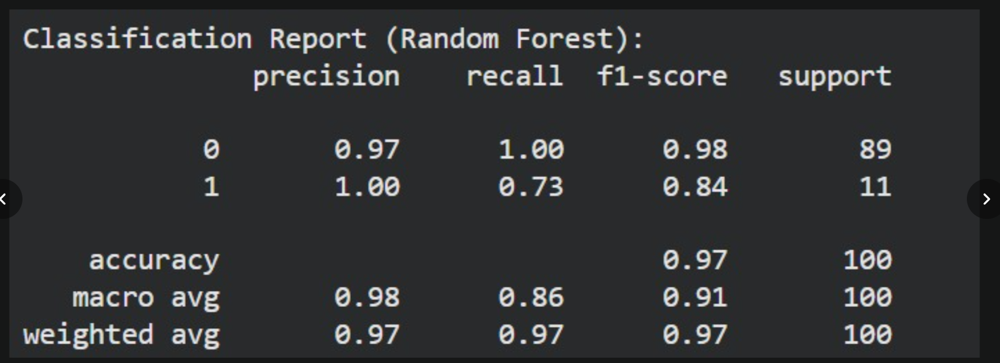 Classification Report (Random Forest):
precision recall f1-score support
0 0.97 1.00 0.98 89
1 1.00 0.73 0.84 11
accuracy 0.97 100
macro avg 0.98 0.86 0.91 100
weighted avg 0.97 0.97 0.97 100